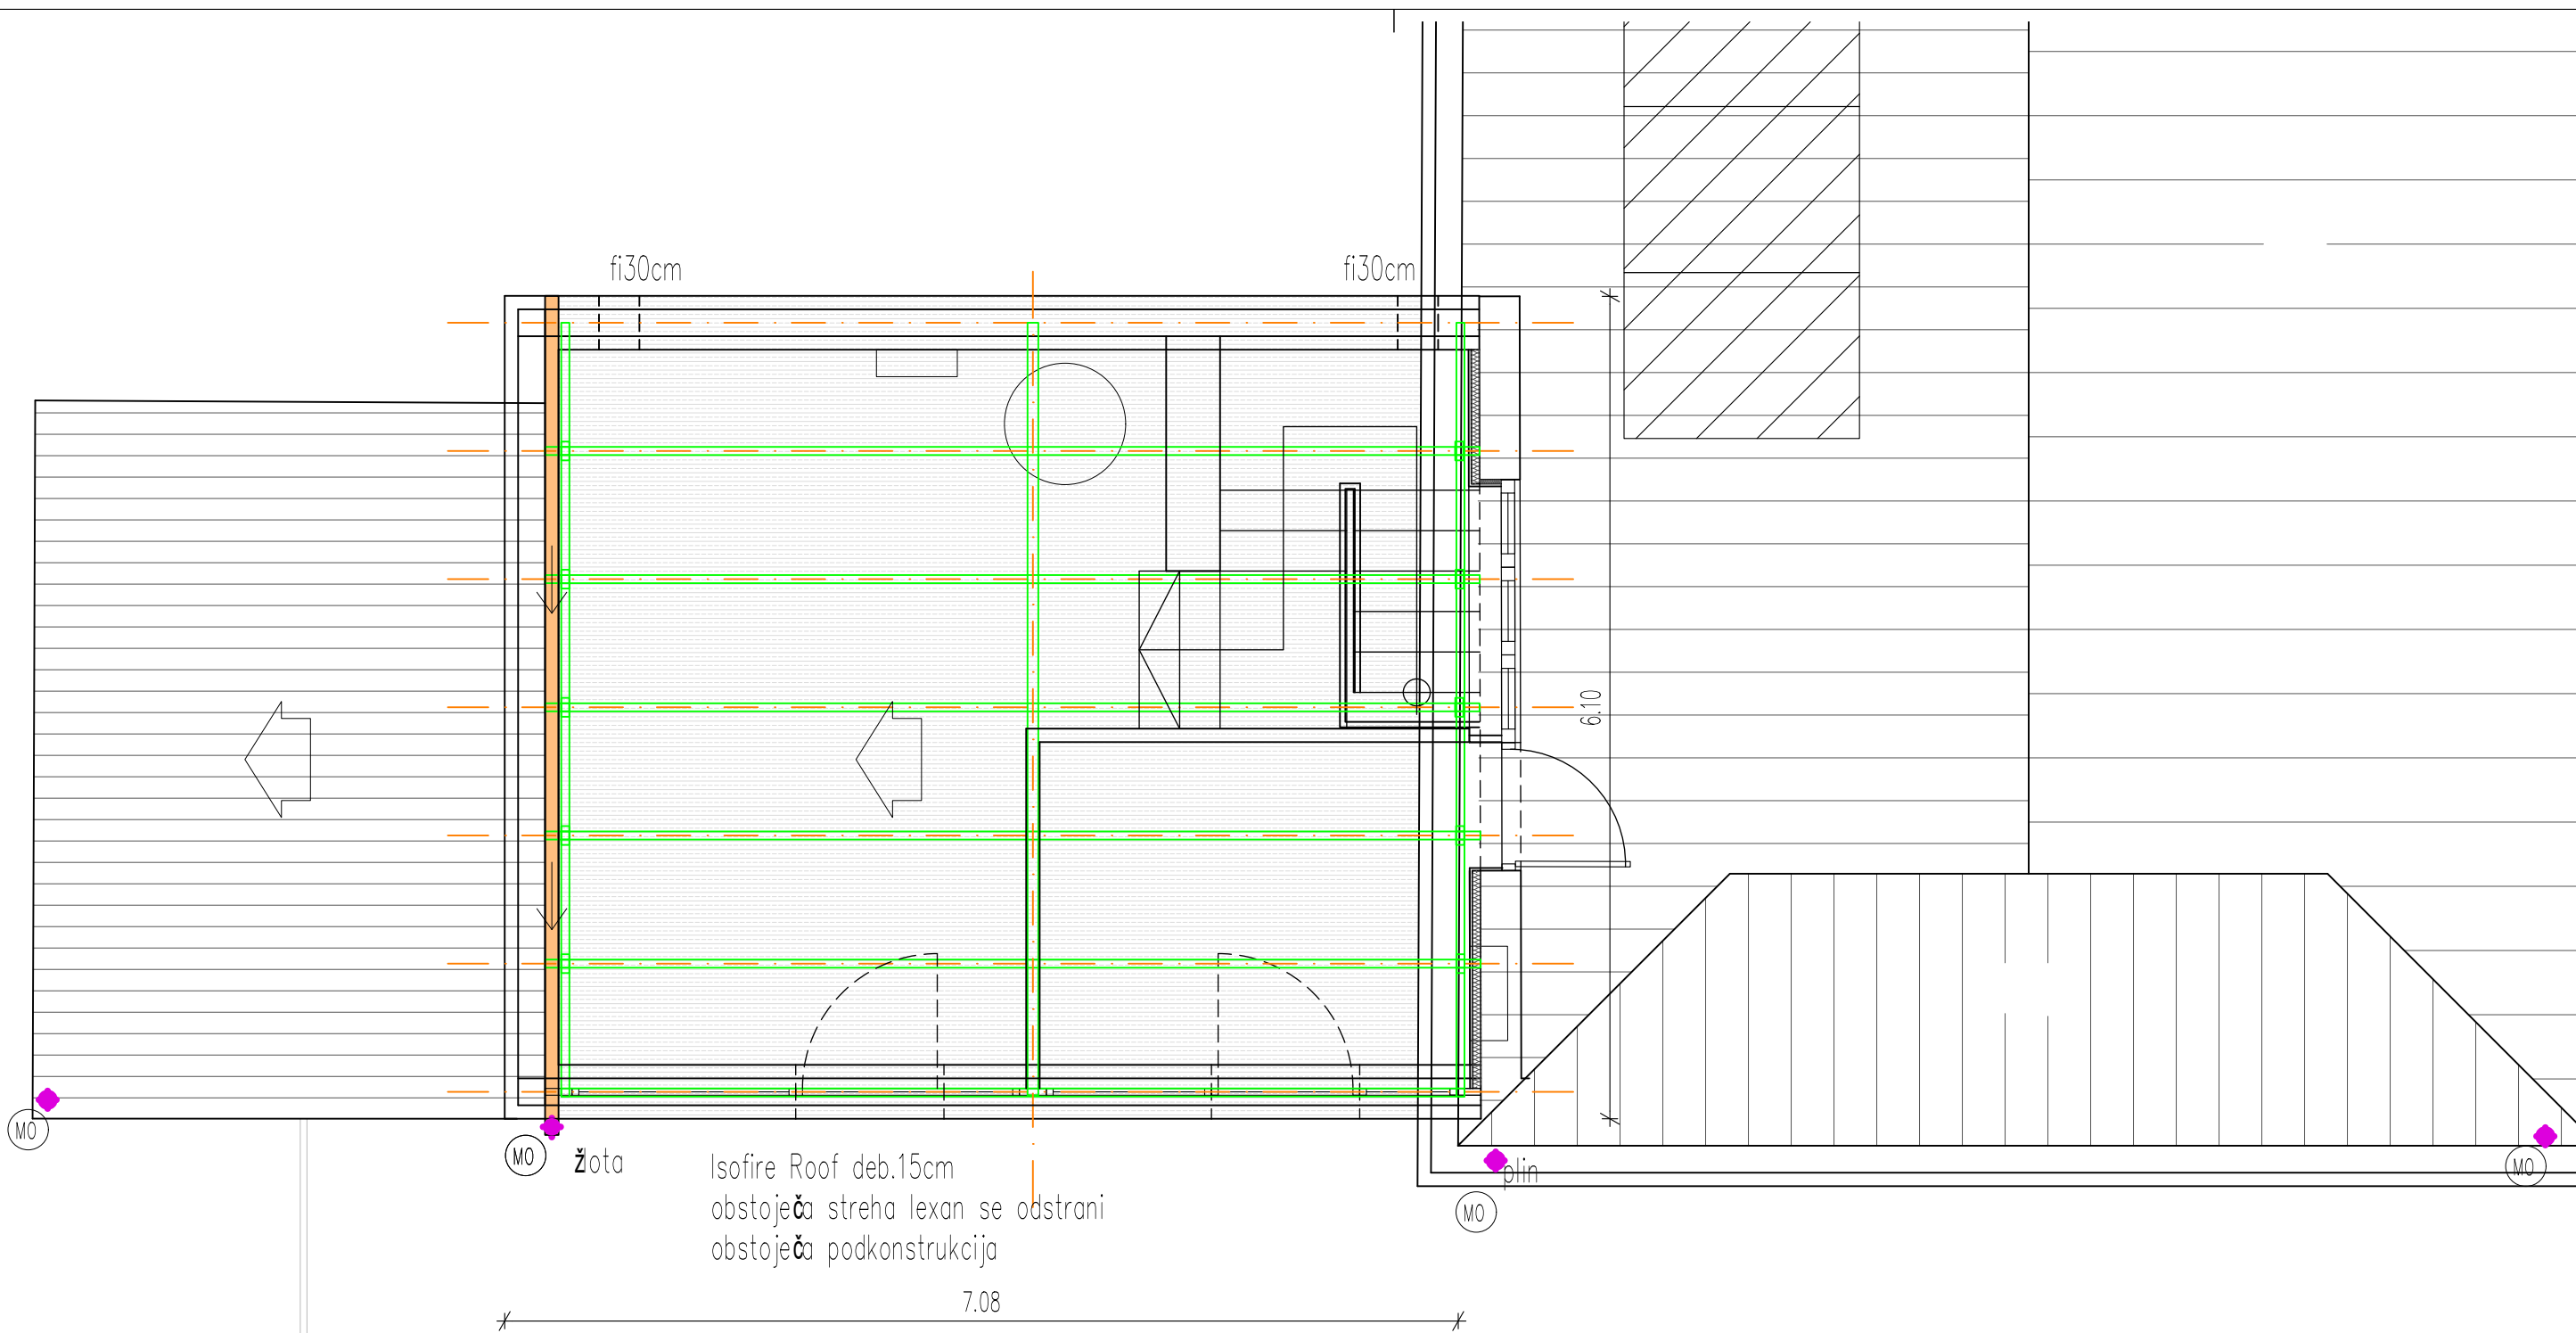 fi30cm
fi30cm
6.10
MO
MO
žlota
Isofire Roof deb.15cm
obstoječa streha lexan se odstrani
obstoječa podkonstrukcija
plin
MO
MO
7.08